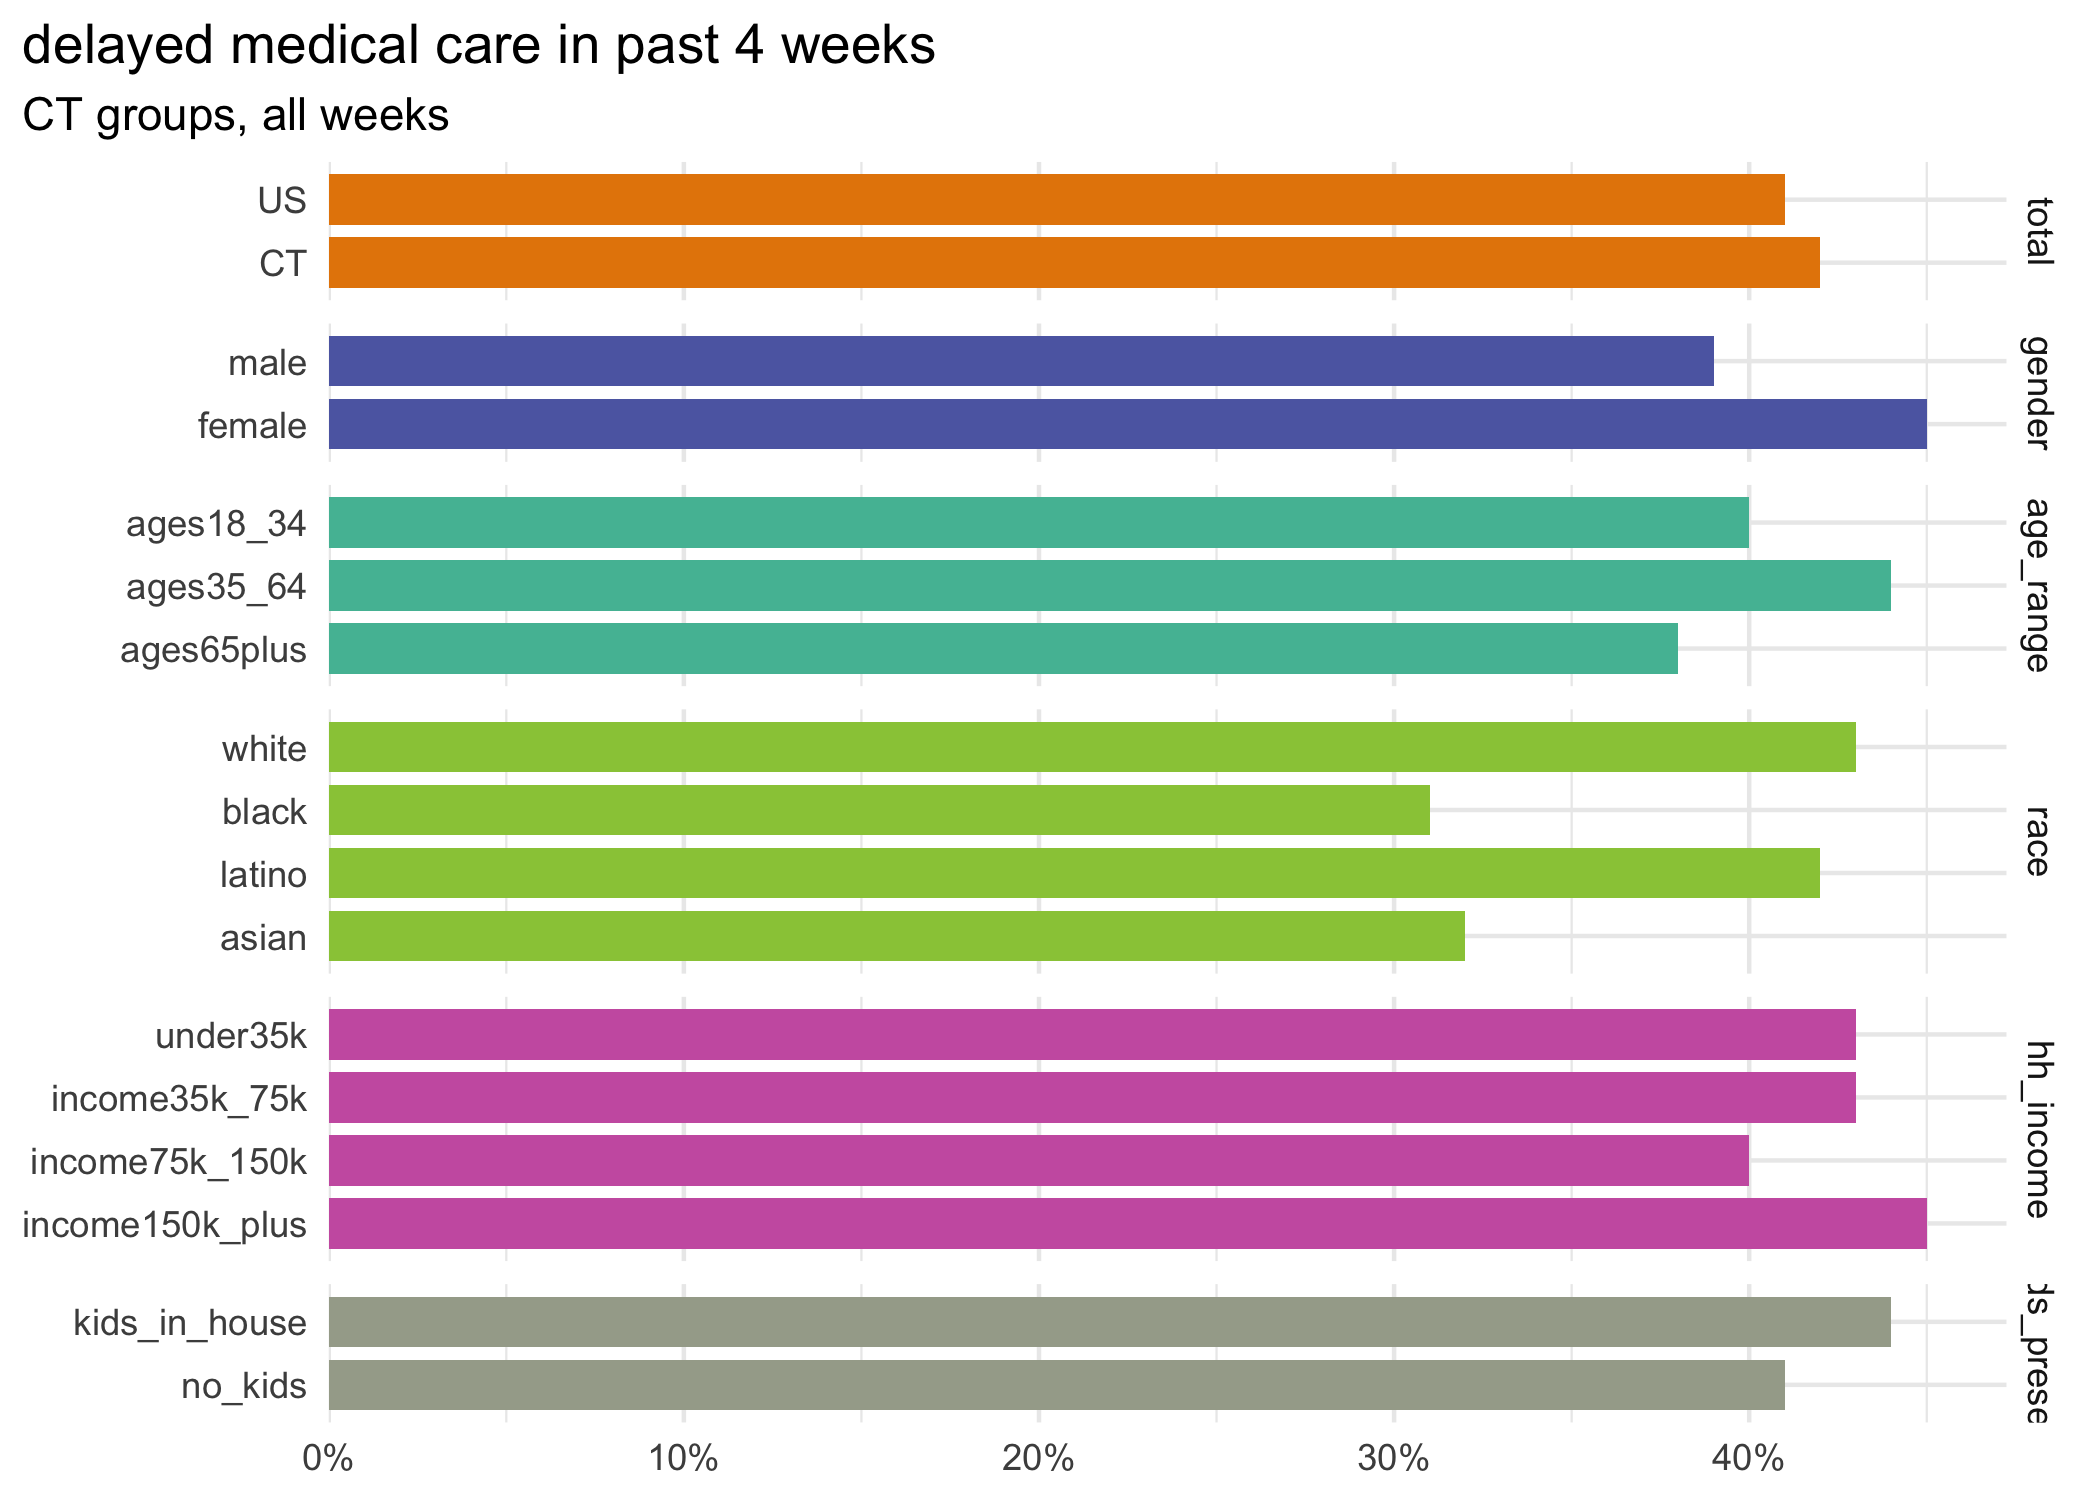 delayed medical care in past 4 weeks
CT groups, all weeks
US
CT
total
male
female
gender
ages18_34
ages35_64
ages65plus
age_range
white
black
latino
asian
race
under35k
income35k_75k
income75k_150k
income150k_plus
hh_income
kids_in_house
no_kids
ds_prese
0% 10% 20% 30% 40%